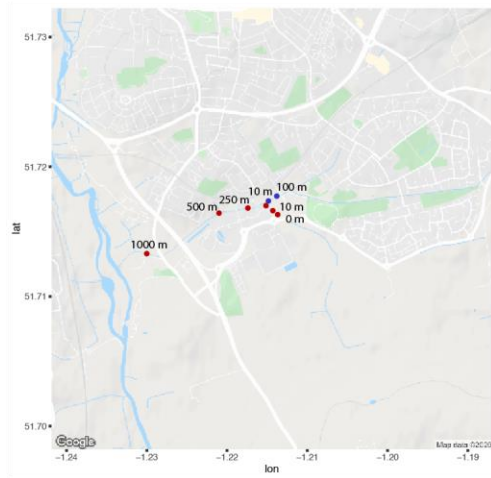 51.73
51.72
51.71
51.70
lat
10 m
100 m
500 m
250 m
10 m
0 m
1000 m
Google
Map data ©2020
−1.24
−1.23
−1.22
−1.21
−1.20
−1.19
lon